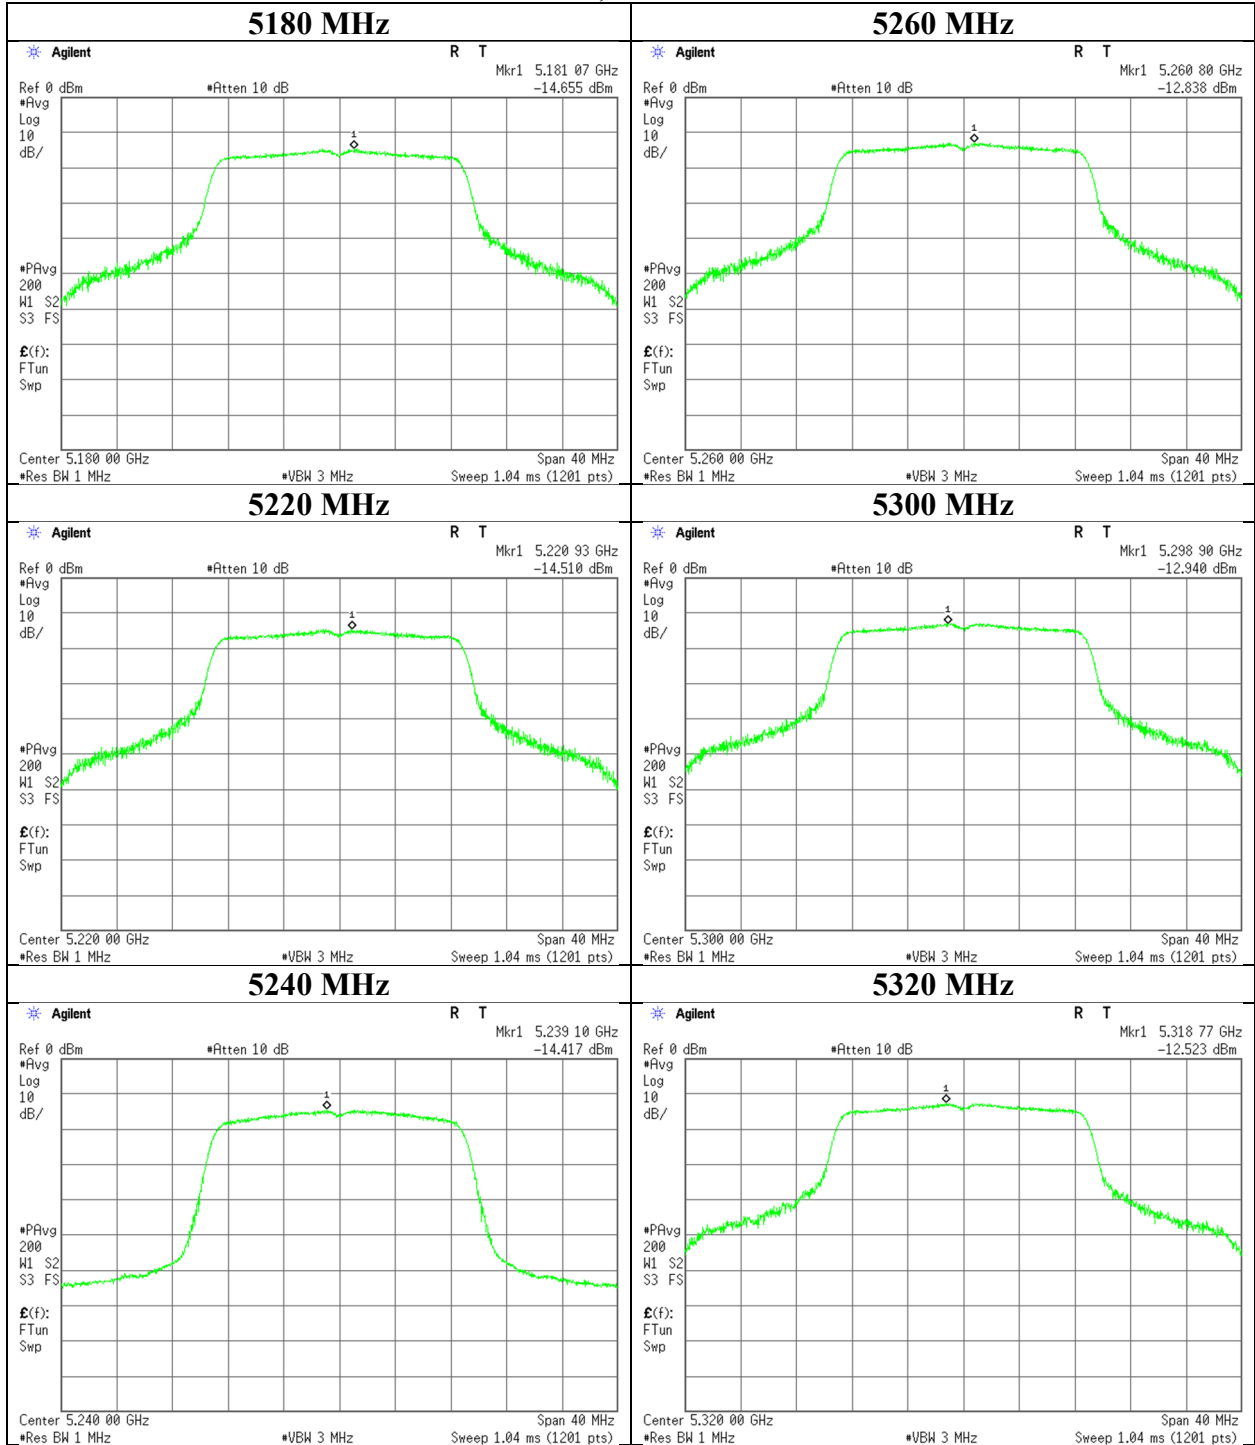 5180 MHz
Agilent
R T
Mkr1 5.181 07 GHz
Ref 0 dBm #Atten 10 dB -14.655 dBm
#Avg
Log
10
dB/
1
#PAvg
200
W1 S2
S3 FS
£(f):
FTun
Swp
Center 5.180 00 GHz Span 40 MHz
#Res BW 1 MHz #VBW 3 MHz Sweep 1.04 ms (1201 pts)
5260 MHz
Agilent
R T
Mkr1 5.260 80 GHz
Ref 0 dBm #Atten 10 dB -12.838 dBm
#Avg
Log
10
dB/
1
#PAvg
200
W1 S2
S3 FS
£(f):
FTun
Swp
Center 5.260 00 GHz Span 40 MHz
#Res BW 1 MHz #VBW 3 MHz Sweep 1.04 ms (1201 pts)
5220 MHz
Agilent
R T
Mkr1 5.220 93 GHz
Ref 0 dBm #Atten 10 dB -14.510 dBm
#Avg
Log
10
dB/
1
#PAvg
200
W1 S2
S3 FS
£(f):
FTun
Swp
Center 5.220 00 GHz Span 40 MHz
#Res BW 1 MHz #VBW 3 MHz Sweep 1.04 ms (1201 pts)
5300 MHz
Agilent
R T
Mkr1 5.298 90 GHz
Ref 0 dBm #Atten 10 dB -12.940 dBm
#Avg
Log
10
dB/
1
#PAvg
200
W1 S2
S3 FS
£(f):
FTun
Swp
Center 5.300 00 GHz Span 40 MHz
#Res BW 1 MHz #VBW 3 MHz Sweep 1.04 ms (1201 pts)
5240 MHz
Agilent
R T
Mkr1 5.239 10 GHz
Ref 0 dBm #Atten 10 dB -14.417 dBm
#Avg
Log
10
dB/
1
#PAvg
200
W1 S2
S3 FS
£(f):
FTun
Swp
Center 5.240 00 GHz Span 40 MHz
#Res BW 1 MHz #VBW 3 MHz Sweep 1.04 ms (1201 pts)
5320 MHz
Agilent
R T
Mkr1 5.318 77 GHz
Ref 0 dBm #Atten 10 dB -12.523 dBm
#Avg
Log
10
dB/
1
#PAvg
200
W1 S2
S3 FS
£(f):
FTun
Swp
Center 5.320 00 GHz Span 40 MHz
#Res BW 1 MHz #VBW 3 MHz Sweep 1.04 ms (1201 pts)